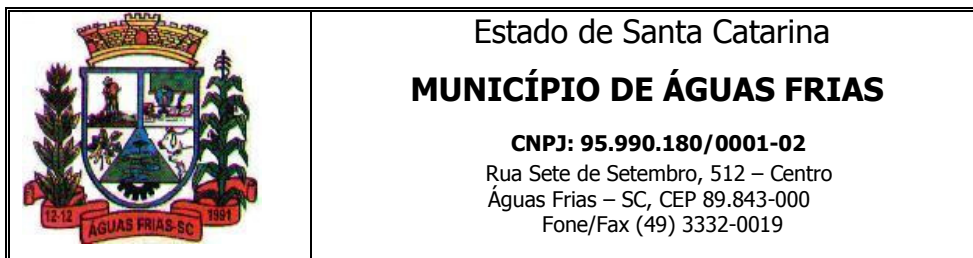 12-12
ÁGUAS FRIAS-SC
1991
Estado de Santa Catarina
MUNICÍPIO DE ÁGUAS FRIAS
CNPJ: 95.990.180/0001-02
Rua Sete de Setembro, 512 – Centro
Águas Frias – SC, CEP 89.843-000
Fone/Fax (49) 3332-0019